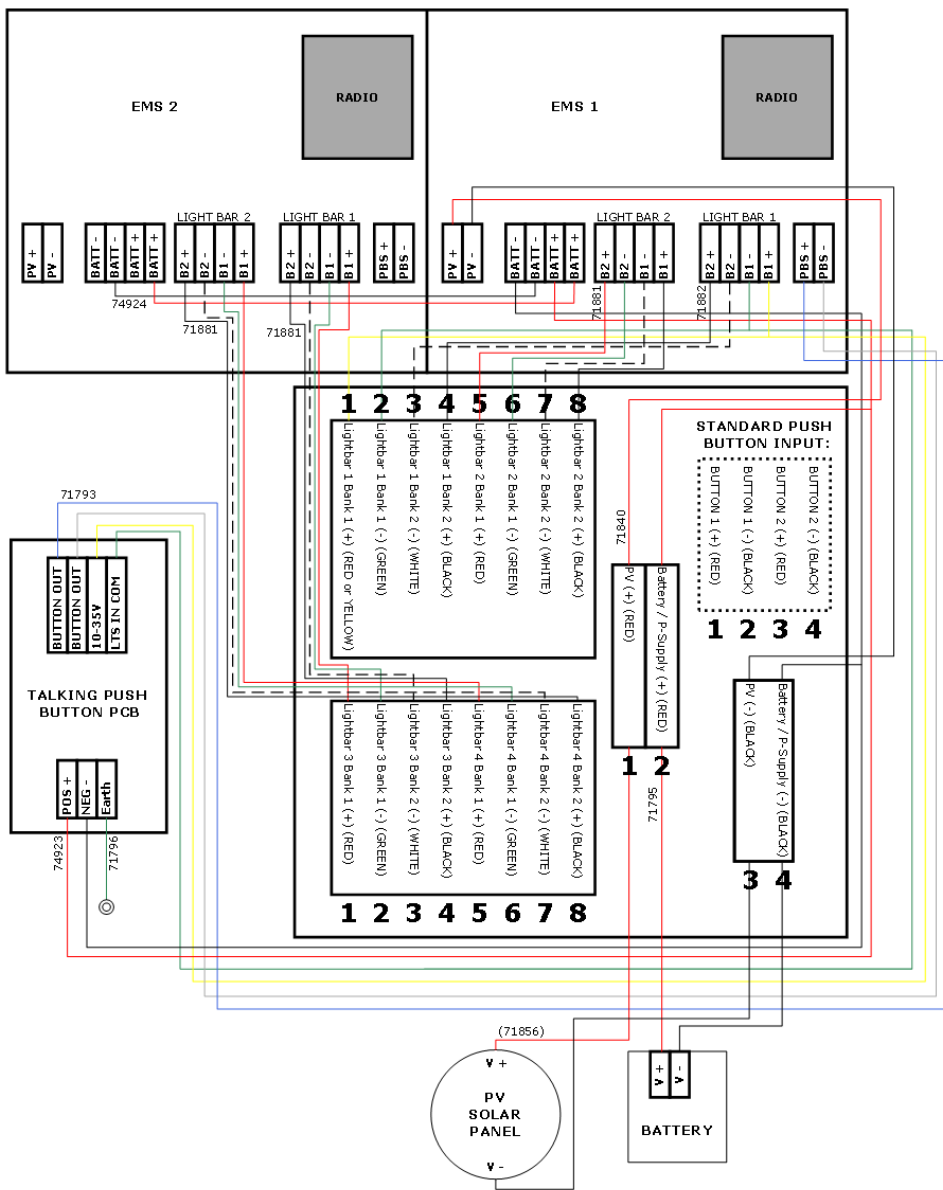 EMS 2
RADIO
EMS 1
RADIO
LIGHT BAR 2
LIGHT BAR 1
LIGHT BAR 2
LIGHT BAR 1
PV +
PV -
BATT -
BATT -
BATT +
BATT +
B2 +
B2 -
B1 -
B1 +
B2 +
B2 -
B1 -
B1 +
PBS +
PBS -
PV +
PV -
BATT -
BATT -
BATT +
BATT +
B2 +
B2 -
B1 -
B1 +
B2 +
B2 -
B1 -
B1 +
PBS +
PBS -
74924
71881
71881
71881
71882
1 2 3 4 5 6 7 8
Lightbar 1 Bank 1 (+) (RED or YELLOW)
Lightbar 1 Bank 1 (-) (GREEN)
Lightbar 1 Bank 2 (-) (WHITE)
Lightbar 1 Bank 2 (+) (BLACK)
Lightbar 2 Bank 1 (+) (RED)
Lightbar 2 Bank 1 (-) (GREEN)
Lightbar 2 Bank 2 (-) (WHITE)
Lightbar 2 Bank 2 (+) (BLACK)
STANDARD PUSH
BUTTON INPUT:
BUTTON 1 (+) (RED)
BUTTON 1 (-) (BLACK)
BUTTON 2 (+) (RED)
BUTTON 2 (-) (BLACK)
1 2 3 4
71840
PV (+) (RED)
Battery / P-Supply (+) (RED)
1 2
71795
PV (-) (BLACK)
Battery / P-Supply (-) (BLACK)
3 4
71793
BUTTON OUT
BUTTON OUT
10-35V
LTS IN COM
TALKING PUSH
BUTTON PCB
POS +
NEG -
Earth
74923
71796
Lightbar 3 Bank 1 (+) (RED)
Lightbar 3 Bank 1 (-) (GREEN)
Lightbar 3 Bank 2 (-) (WHITE)
Lightbar 3 Bank 2 (+) (BLACK)
Lightbar 4 Bank 1 (+) (RED)
Lightbar 4 Bank 1 (-) (GREEN)
Lightbar 4 Bank 2 (-) (WHITE)
Lightbar 4 Bank 2 (+) (BLACK)
1 2 3 4 5 6 7 8
(71856)
V +
PV
SOLAR
PANEL
V -
V +
V -
BATTERY